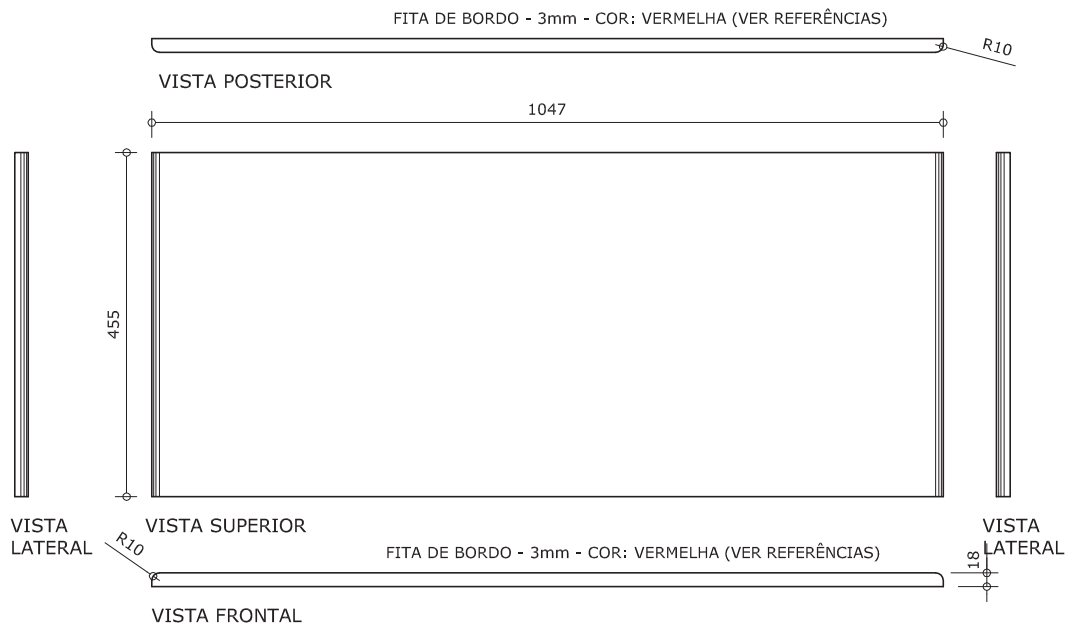 FITA DE BORDO - 3mm - COR: VERMELHA (VER REFERÊNCIAS)
R10
VISTA POSTERIOR
1047
455
VISTA
LATERAL
VISTA SUPERIOR
VISTA
LATERAL
R10
FITA DE BORDO - 3mm - COR: VERMELHA (VER REFERÊNCIAS)
18
VISTA FRONTAL